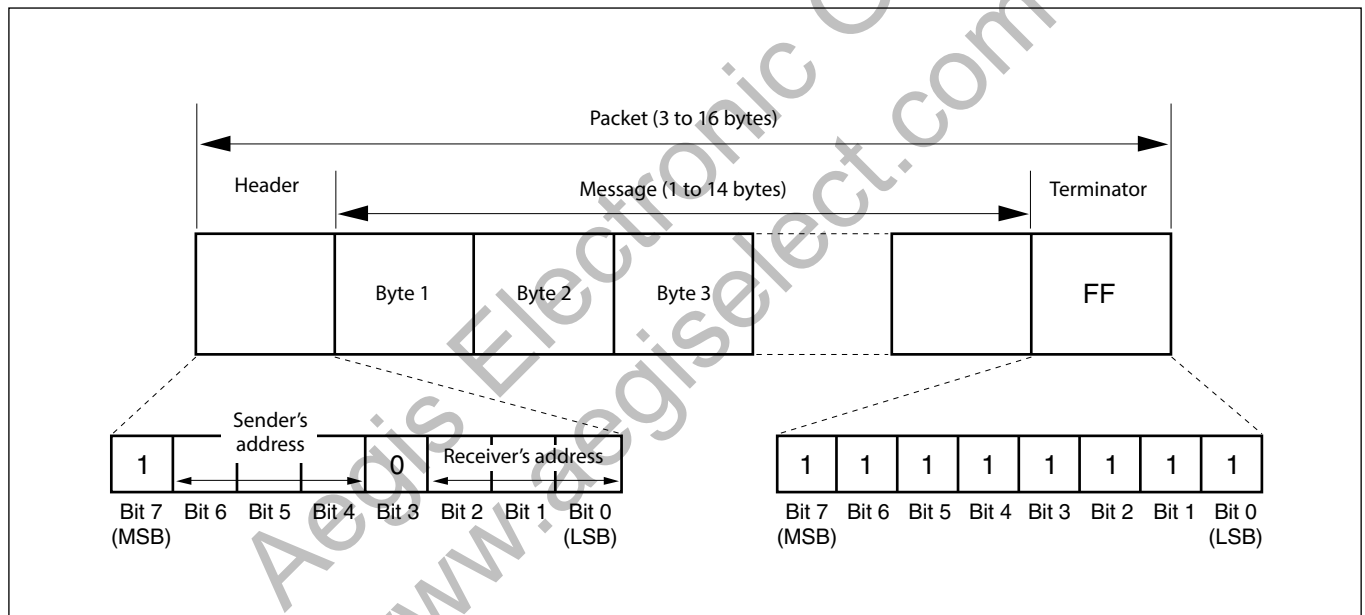 Packet (3 to 16 bytes)
Header Message (1 to 14 bytes) Terminator
Byte 1 Byte 2 Byte 3 FF
Sender's
address
1 0 Receiver's address 1 1 1 1 1 1 1 1
Bit 7 Bit 6 Bit 5 Bit 4 Bit 3 Bit 2 Bit 1 Bit 0 Bit 7 Bit 6 Bit 5 Bit 4 Bit 3 Bit 2 Bit 1 Bit 0
(MSB) (LSB) (MSB) (LSB)
Aegis Electronic
www.aegiselect.com